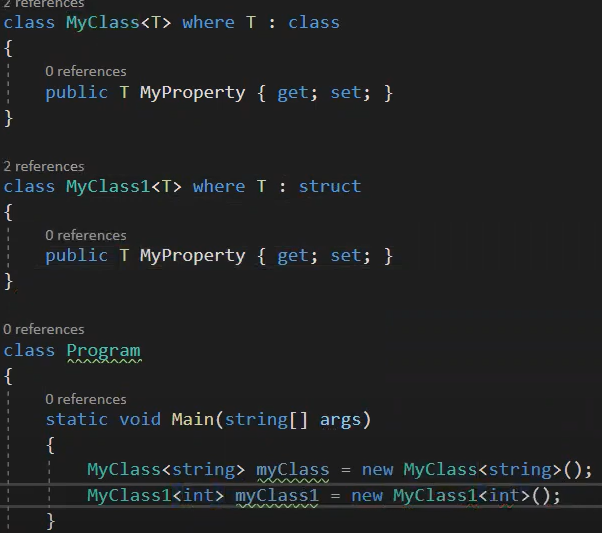 2 references
class MyClass<T> where T : class
{
0 references
public T MyProperty { get; set; }
}
2 references
class MyClass1<T> where T : struct
{
0 references
public T MyProperty { get; set; }
}
0 references
class Program
{
0 references
static void Main(string[] args)
{
MyClass<string> myClass = new MyClass<string>();
MyClass1<int> myClass1 = new MyClass1<int>();
}